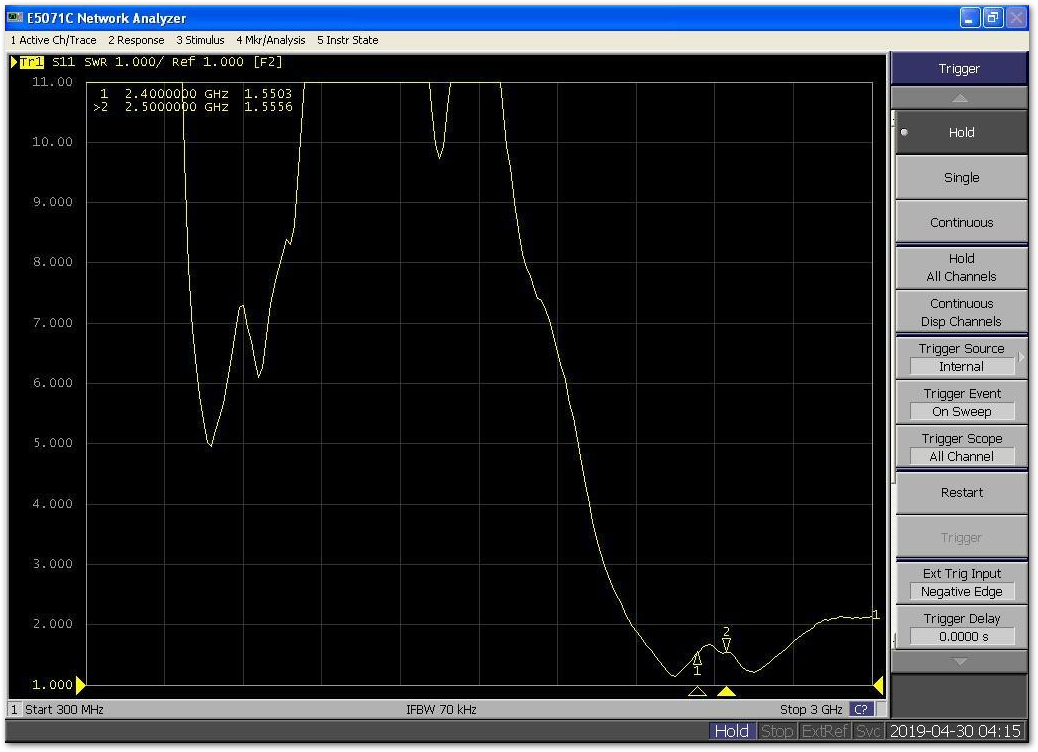 E5071C Network Analyzer
1 Active Ch/Trace 2 Response 3 Stimulus 4 Mkr/Analysis 5 Instr State
Tr1 S11 SWR 1.000/ Ref 1.000 [F2]
11.00
1 2.4000000 GHz 1.5503
>2 2.5000000 GHz 1.5556
10.00
9.000
8.000
7.000
6.000
5.000
4.000
3.000
2.000
1.000
1
2
1
1 Start 300 MHz
IFBW 70 kHz
Stop 3 GHz C?
Trigger
Hold
Single
Continuous
Hold
All Channels
Continuous
Disp Channels
Trigger Source
Internal
Trigger Event
On Sweep
Trigger Scope
All Channel
Restart
Trigger
Ext Trig Input
Negative Edge
Trigger Delay
0.0000 s
Hold Stop ExtRef Svc 2019-04-30 04:15